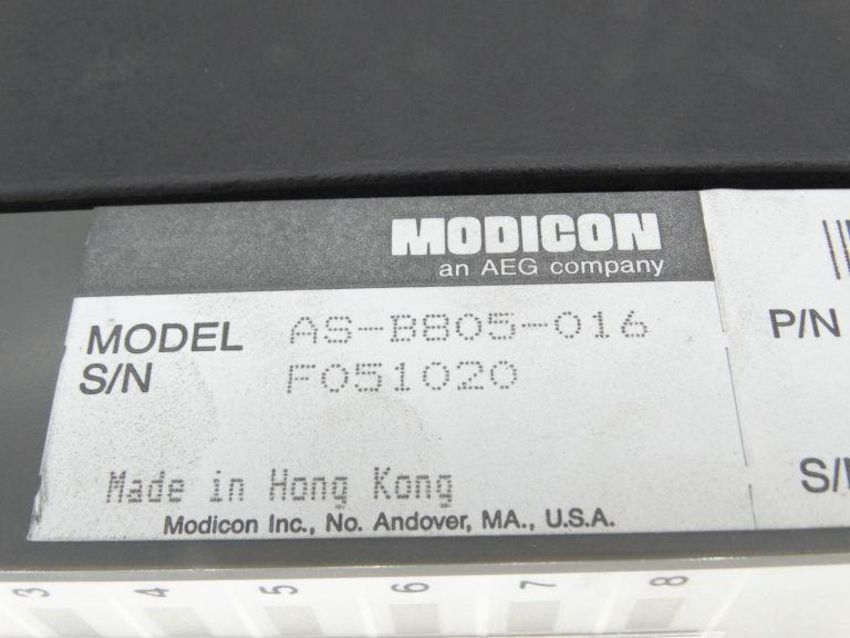 MODICON
an AEG company
MODEL AS-B805-016
S/N F051020
Made in Hong Kong
Modicon Inc., No. Andover, MA., U.S.A.
P/N
3 4 5 6 7 8